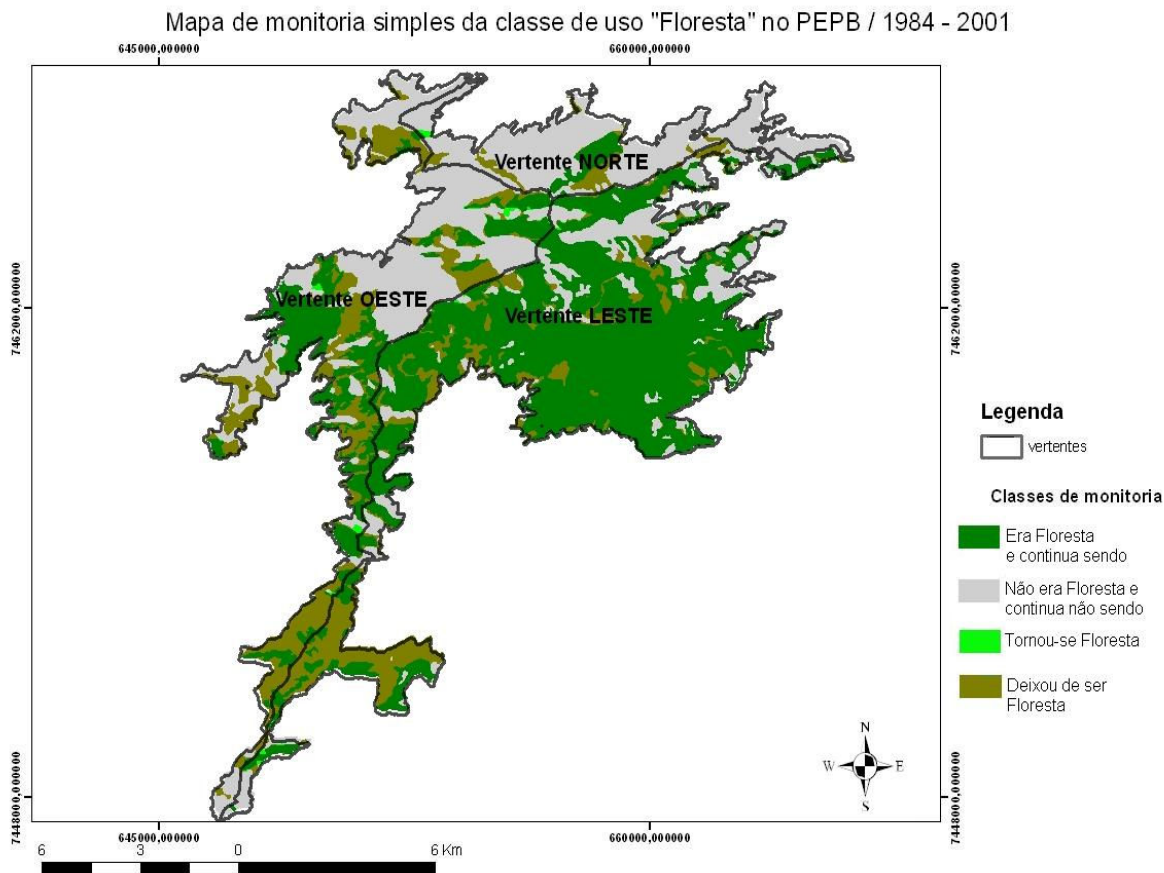 Mapa de monitoria simples da classe de uso "Floresta" no PEPB / 1984 - 2001
645000,000000
660000,000000
Vertente NORTE
Vertente OESTE
Vertente LESTE
7462000,000000
7462000,000000
Legenda
vertentes
Classes de monitoria
Era Floresta
e continua sendo
Não era Floresta e
continua não sendo
Tornou-se Floresta
Deixou de ser
Floresta
N
W
E
S
7448000,000000
7448000,000000
645000,000000
660000,000000
6 3 0 6 Km